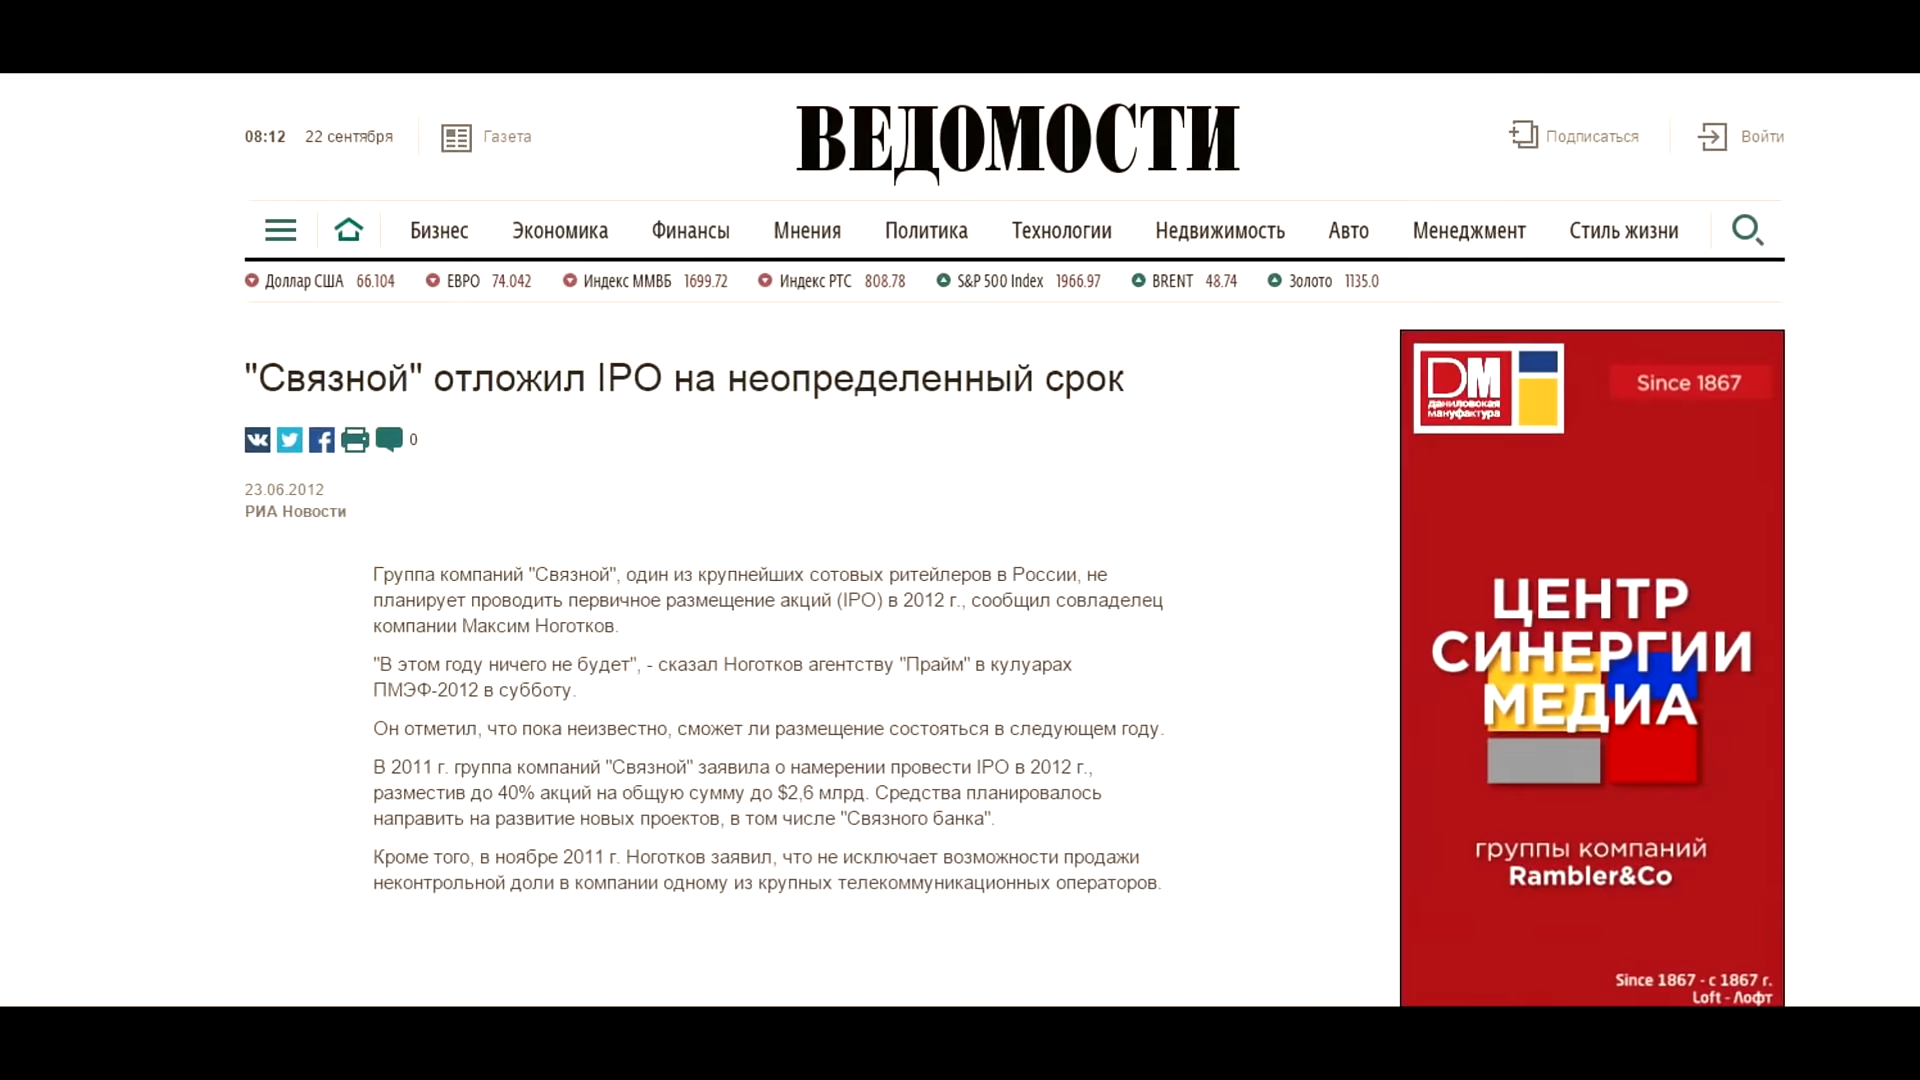 08:12 22 сентября Газета
ВЕДОМОСТИ
Подписаться Войти
Бизнес Экономика Финансы Мнения Политика Технологии Недвижимость Авто Менеджмент Стиль жизни
Доллар США 66.104 ЕВРО 74.042 Индекс ММВБ 1699.72 Индекс РТС 808.78 S&P 500 Index 1966.97 BRENT 48.74 Золото 1135.0
"Связной" отложил IPO на неопределенный срок
0
23.06.2012
РИА Новости
Группа компаний "Связной", один из крупнейших сотовых ритейлеров в России, не
планирует проводить первичное размещение акций (IPO) в 2012 г., сообщил совладелец
компании Максим Ноготков.
"В этом году ничего не будет", - сказал Ноготков агентству "Прайм" в кулуарах
ПМЭФ-2012 в субботу.
Он отметил, что пока неизвестно, сможет ли размещение состояться в следующем году.
В 2011 г. группа компаний "Связной" заявила о намерении провести IPO в 2012 г.,
разместив до 40% акций на общую сумму до $2,6 млрд. Средства планировалось
направить на развитие новых проектов, в том числе "Связного банка".
Кроме того, в ноябре 2011 г. Ноготков заявил, что не исключает возможности продажи
неконтрольной доли в компании одному из крупных телекоммуникационных операторов.
DM
даниловская
мануфактура
Since 1867
ЦЕНТР
СИНЕРГИИ
МЕДИА
группы компаний
Rambler&Co
Since 1867 - с 1867 г.
Loft - Лофт